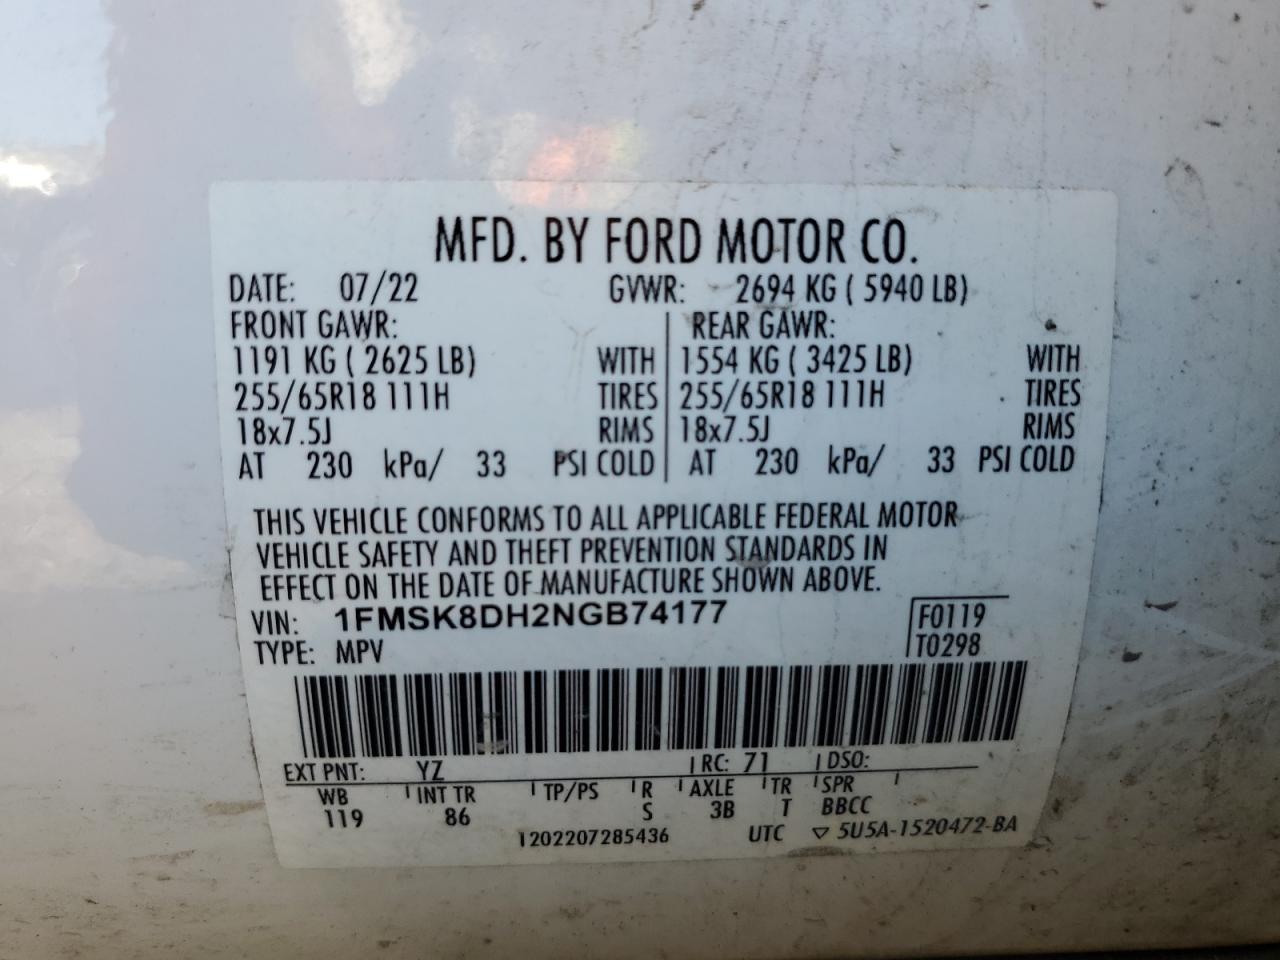 MFD. BY FORD MOTOR CO.
DATE: 07/22 GVWR: 2694 KG ( 5940 LB)
FRONT GAWR: REAR GAWR:
1191 KG ( 2625 LB) WITH 1554 KG ( 3425 LB) WITH
255/65R18 111H TIRES 255/65R18 111H TIRES
18x7.5J RIMS 18x7.5J RIMS
AT 230 kPa/ 33 PSI COLD AT 230 kPa/ 33 PSI COLD
THIS VEHICLE CONFORMS TO ALL APPLICABLE FEDERAL MOTOR
VEHICLE SAFETY AND THEFT PREVENTION STANDARDS IN
EFFECT ON THE DATE OF MANUFACTURE SHOWN ABOVE.
VIN: 1FMSK8DH2NGB74177 F0119
TYPE: MPV T0298
EXT PNT: YZ RC: 71 DSO:
WB INT TR TP/PS R AXLE TR SPR
119 86 S 3B T BBCC
1202207285436 UTC ▽ 5U5A-1520472-BA